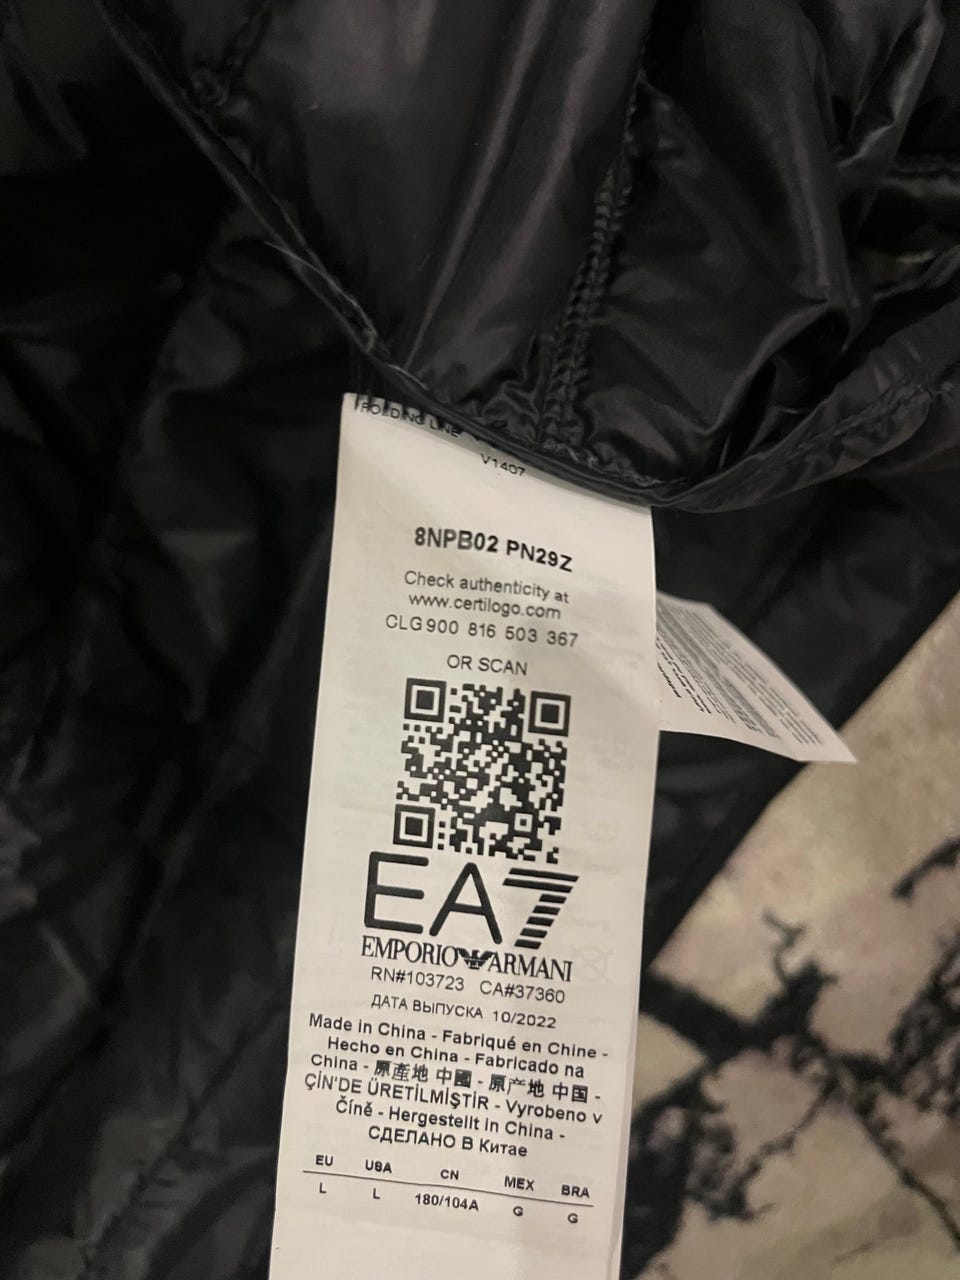 FOLDING LINE
V1407
8NPB02 PN29Z
Check authenticity at
www.certilogo.com
CLG 900 816 503 367
OR SCAN
EA7
EMPORIO ARMANI
RN#103723 CA#37360
ДАТА ВЫПУСКА 10/2022
Made in China - Fabriqué en Chine -
Hecho en China - Fabricado na
China - 原產地 中國 - 原产地 中国 -
ÇİN'DE ÜRETİLMİŞTİR - Vyrobeno v
Číně - Hergestellt in China -
СДЕЛАНО В Китае
EU USA CN MEX BRA
L L 180/104A G G